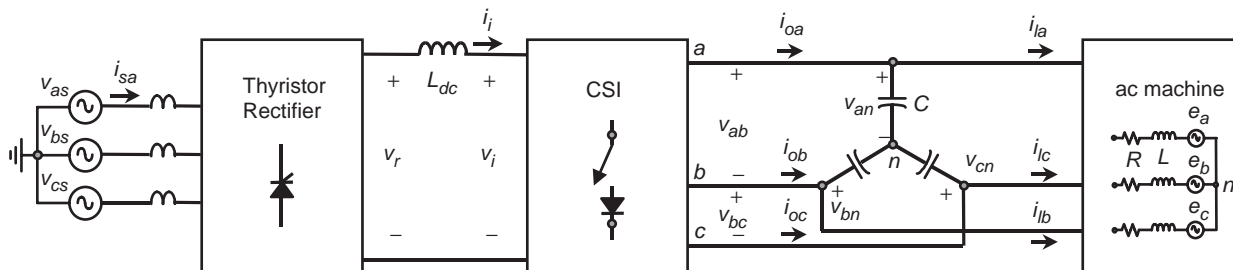 v_as
v_bs
v_cs
i_sa
Thyristor
Rectifier
i_i
+ L_dc +
v_r v_i
− −
CSI
a
b
c
i_oa
i_ob
i_oc
+
v_ab
−
+
v_bc
−
+
v_an C
−
n
+
v_bn
v_cn
+
i_la
i_lc
i_lb
ac machine
e_a
R L e_b
e_c
n